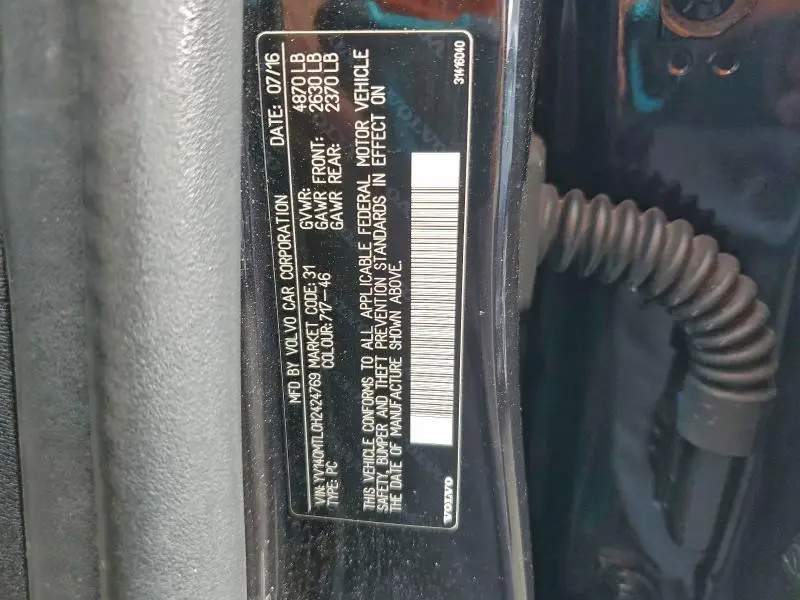 MFD BY VOLVO CAR CORPORATION DATE: 07/16
VIN: YV140MTL0H2424769 MARKET CODE: 31 GVWR: 4870 LB
TYPE: PC COLOUR: 717-46 GAWR FRONT: 2630 LB
GAWR REAR: 2370 LB
THIS VEHICLE CONFORMS TO ALL APPLICABLE FEDERAL MOTOR VEHICLE
SAFETY, BUMPER AND THEFT PREVENTION STANDARDS IN EFFECT ON
THE DATE OF MANUFACTURE SHOWN ABOVE.
VOLVO 31416040